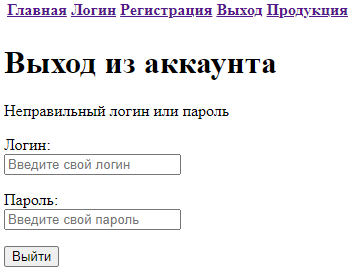 Главная Логин Регистрация Выход Продукция
Выход из аккаунта
Неправильный логин или пароль
Логин:
Введите свой логин
Пароль:
Введите свой пароль
Выйти